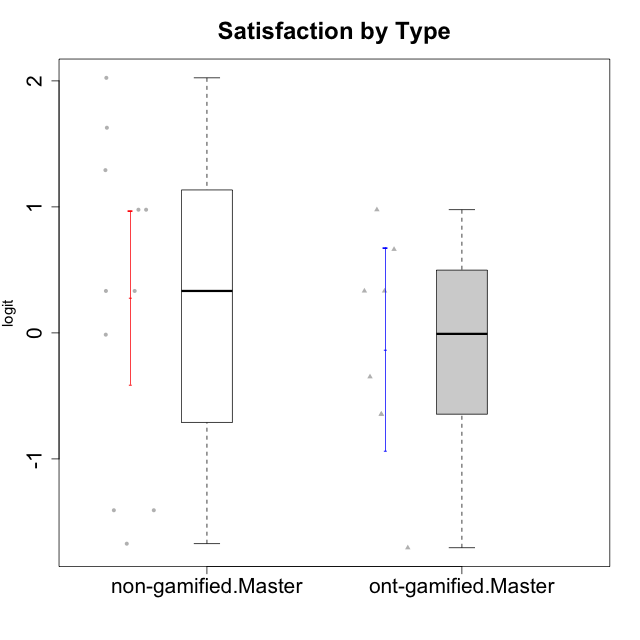 Satisfaction by Type
2
1
0
-1
logit
non-gamified.Master
ont-gamified.Master